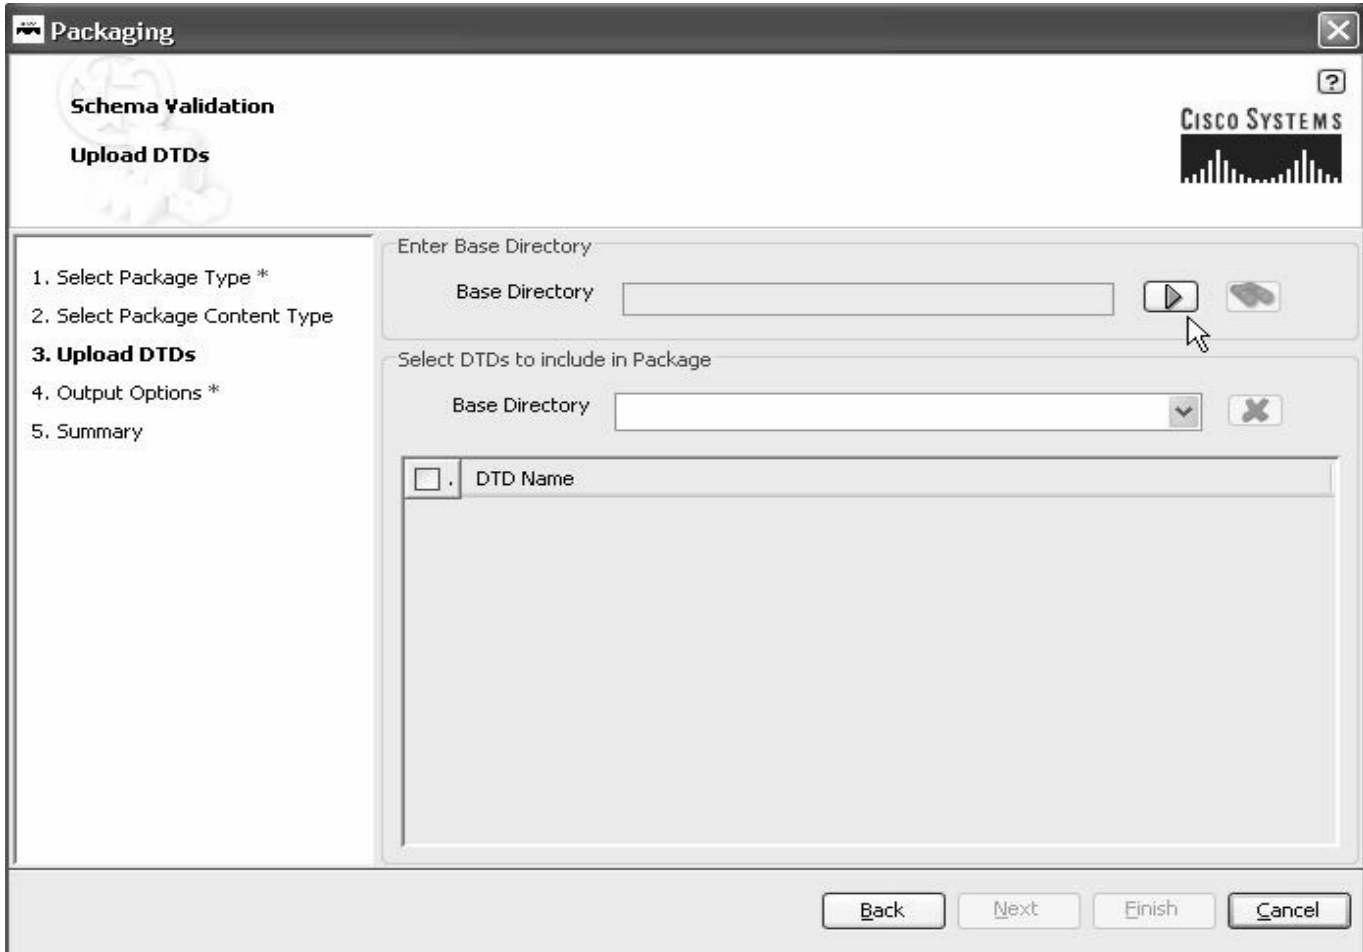 Packaging
Schema Validation
Upload DTDs
?
CISCO SYSTEMS
1. Select Package Type *
2. Select Package Content Type
3. Upload DTDs
4. Output Options *
5. Summary
Enter Base Directory
Base Directory
Select DTDs to include in Package
Base Directory
. DTD Name
Back Next Finish Cancel